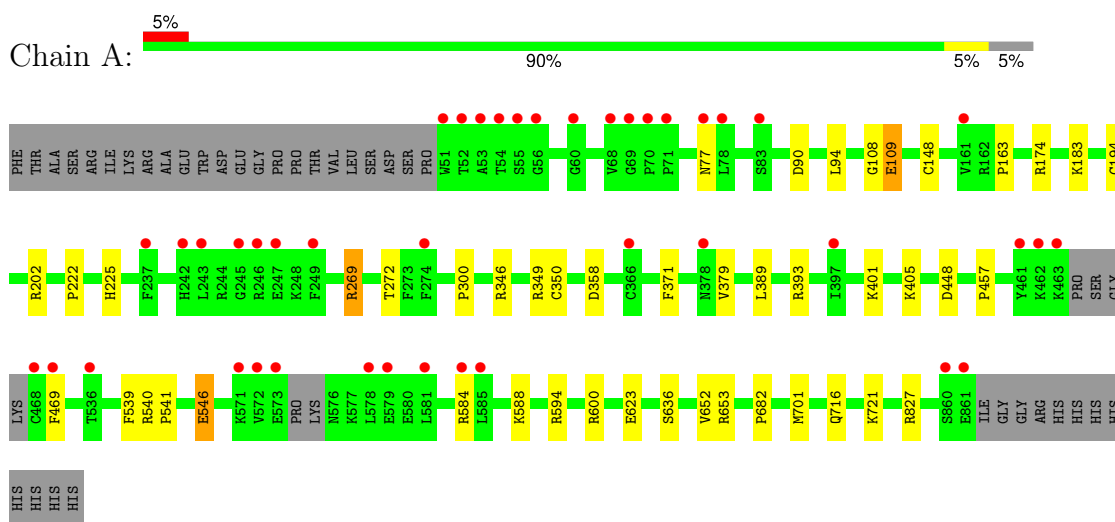 5%
Chain A:
90% 5% 5%
PHE THR ALA SER ARG ILE LYS ARG ALA GLU TRP ASP GLU GLY PRO PRO THR VAL LEU SER ASP SER PRO W51 T52 A53 T54 S55 G56 G60 V68 G69 P70 P71 N77 L78 S83 D90 L94 G108 E109 C148 V161 R162 P163 R174 K183
R202 P222 H225 F237 H242 L243 R244 G245 R246 E247 K248 F249 R269 T272 F273 F274 P300 R346 R349 C350 D358 C366 F371 N378 V379 L389 R393 I397 K401 K405 D448 P457 Y461 K462 K463 PRO SER GLY
LYS C468 F469 T536 F539 R540 P541 E546 K571 V572 E573 PRO LYS N576 K577 L578 E579 E580 L581 R584 L585 K588 R594 R600 E623 S636 V652 R653 P682 M701 Q716 K721 R827 S860 E861 ILE GLY GLY ARG HIS HIS HIS HIS
HIS HIS HIS HIS